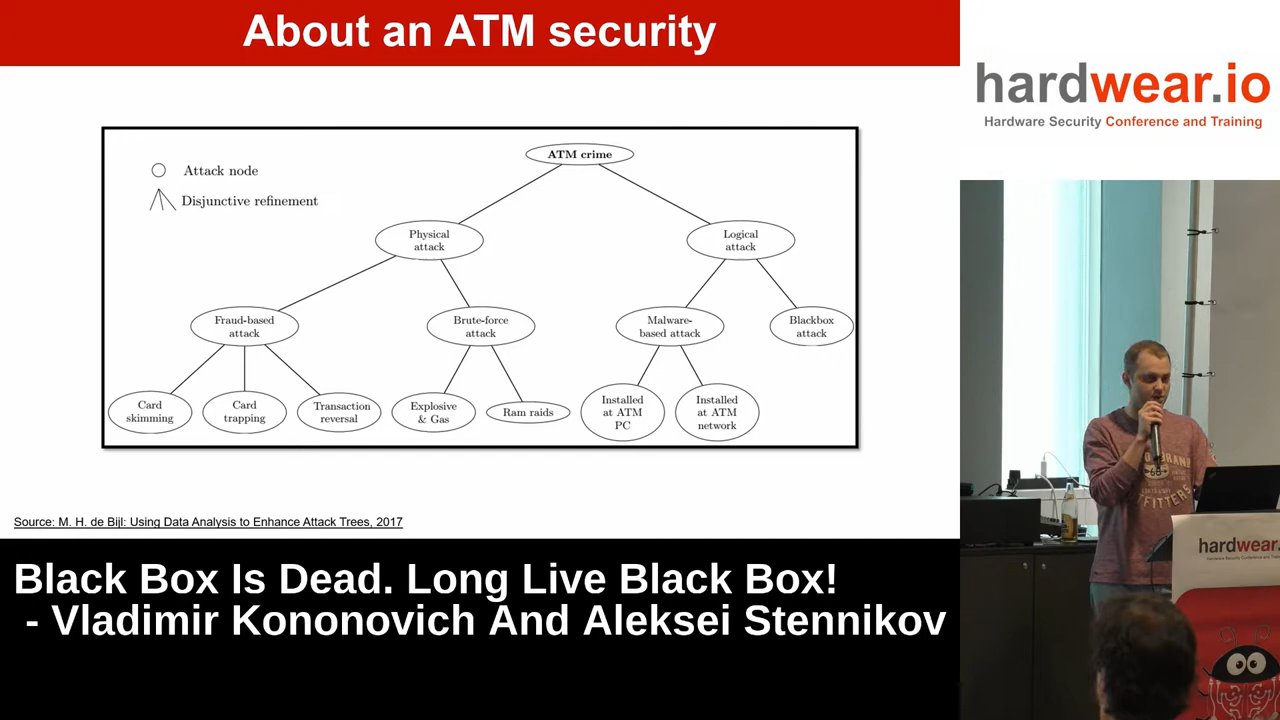 About an ATM security
hardwear.io
Hardware Security Conference and Training
Attack node
Disjunctive refinement
ATM crime
Physical
attack
Logical
attack
Fraud-based
attack
Brute-force
attack
Malware-
based attack
Blackbox
attack
Card
skimming
Card
trapping
Transaction
reversal
Explosive
& Gas
Ram raids
Installed
at ATM
PC
Installed
at ATM
network
Source: M. H. de Bijl: Using Data Analysis to Enhance Attack Trees, 2017
Black Box Is Dead. Long Live Black Box!
- Vladimir Kononovich And Aleksei Stennikov
hardwear.